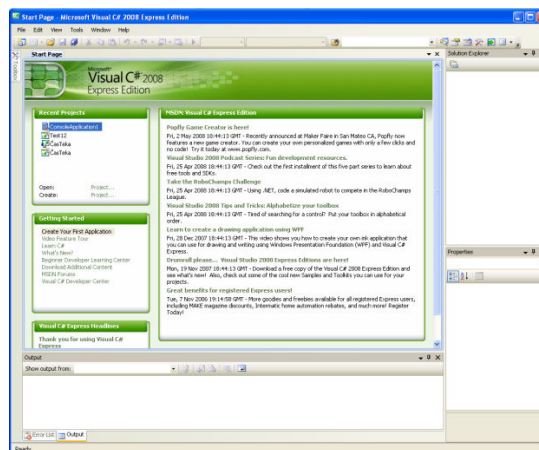 Start Page - Microsoft Visual C# 2008 Express Edition
File Edit View Tools Window Help
Toolbox
Start Page
Solution Explorer
Microsoft
Visual C# 2008
Express Edition
Recent Projects
ConsoleApplication1
Test12
ČasTeka
ČasTeka
Open: Project...
Create: Project...
Getting Started
Create Your First Application
Video Feature Tour
Learn C#
What's New?
Beginner Developer Learning Center
Download Additional Content
MSDN Forums
Visual C# Developer Center
Visual C# Express Headlines
Thank you for using Visual C#
Express
MSDN: Visual C# Express Edition
Popfly Game Creator is here!
Fri, 2 May 2008 18:44:13 GMT - Recently announced at Maker Faire in San Mateo CA, Popfly now
features a new game creator. You can create your own personalized games with only a few clicks and
no code! Try it today at www.popfly.com.
Visual Studio 2008 Podcast Series: Fun development resources.
Fri, 25 Apr 2008 18:44:13 GMT - Check out the first installment of this five part series to learn about
free tools and SDKs.
Take the RoboChamps Challenge
Fri, 25 Apr 2008 18:44:13 GMT - Using .NET, code a simulated robot to compete in the RoboChamps
League.
Visual Studio 2008 Tips and Tricks: Alphabetize your toolbox
Fri, 25 Apr 2008 18:44:13 GMT - Tired of searching for a control? Put your toolbox in alphabetical
order.
Learn to create a drawing application using WPF
Fri, 28 Dec 2007 18:44:13 GMT - This video shows you how to create your own ink application that
you can use for drawing and writing using Windows Presentation Foundation (WPF) and Visual C#
Express.
Drumroll please... Visual Studio 2008 Express Editions are here!
Mon, 19 Nov 2007 18:44:13 GMT - Download a free copy of the Visual C# 2008 Express Edition and
see what's new! Also, check out some of the cool new Samples and Toolkits you can use for your
projects.
Great benefits for registered Express users!
Tue, 7 Nov 2006 19:14:58 GMT - More goodies and freebies available for all registered Express users,
including MAKE magazine discounts, Intermatic home automation rebates, and much more! Register
Today!
Properties
Output
Show output from:
Error List Output
Ready